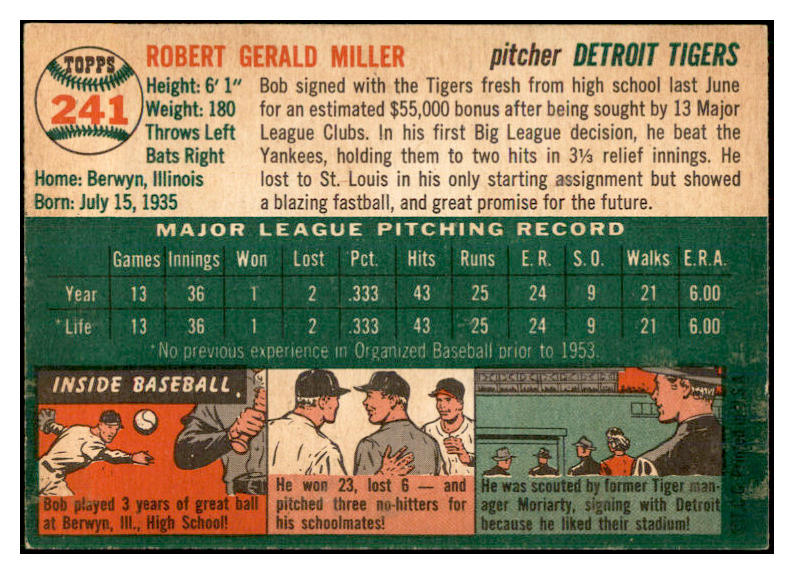 TOPPS
241
ROBERT GERALD MILLER
pitcher DETROIT TIGERS
Height: 6' 1"
Weight: 180
Throws Left
Bats Right
Home: Berwyn, Illinois
Born: July 15, 1935
Bob signed with the Tigers fresh from high school last June
for an estimated $55,000 bonus after being sought by 13 Major
League Clubs. In his first Big League decision, he beat the
Yankees, holding them to two hits in 3⅓ relief innings. He
lost to St. Louis in his only starting assignment but showed
a blazing fastball, and great promise for the future.
MAJOR LEAGUE PITCHING RECORD
Games Innings Won Lost Pct. Hits Runs E.R. S.O. Walks E.R.A.
Year 13 36 1 2 .333 43 25 24 9 21 6.00
*Life 13 36 1 2 .333 43 25 24 9 21 6.00
*No previous experience in Organized Baseball prior to 1953.
INSIDE BASEBALL.
Bob played 3 years of great ball
at Berwyn, Ill., High School!
He won 23, lost 6 — and
pitched three no-hitters for
his schoolmates!
He was scouted by former Tiger man-
ager Moriarty, signing with Detroit
because he liked their stadium!
T.C.G. Printed in U.S.A.